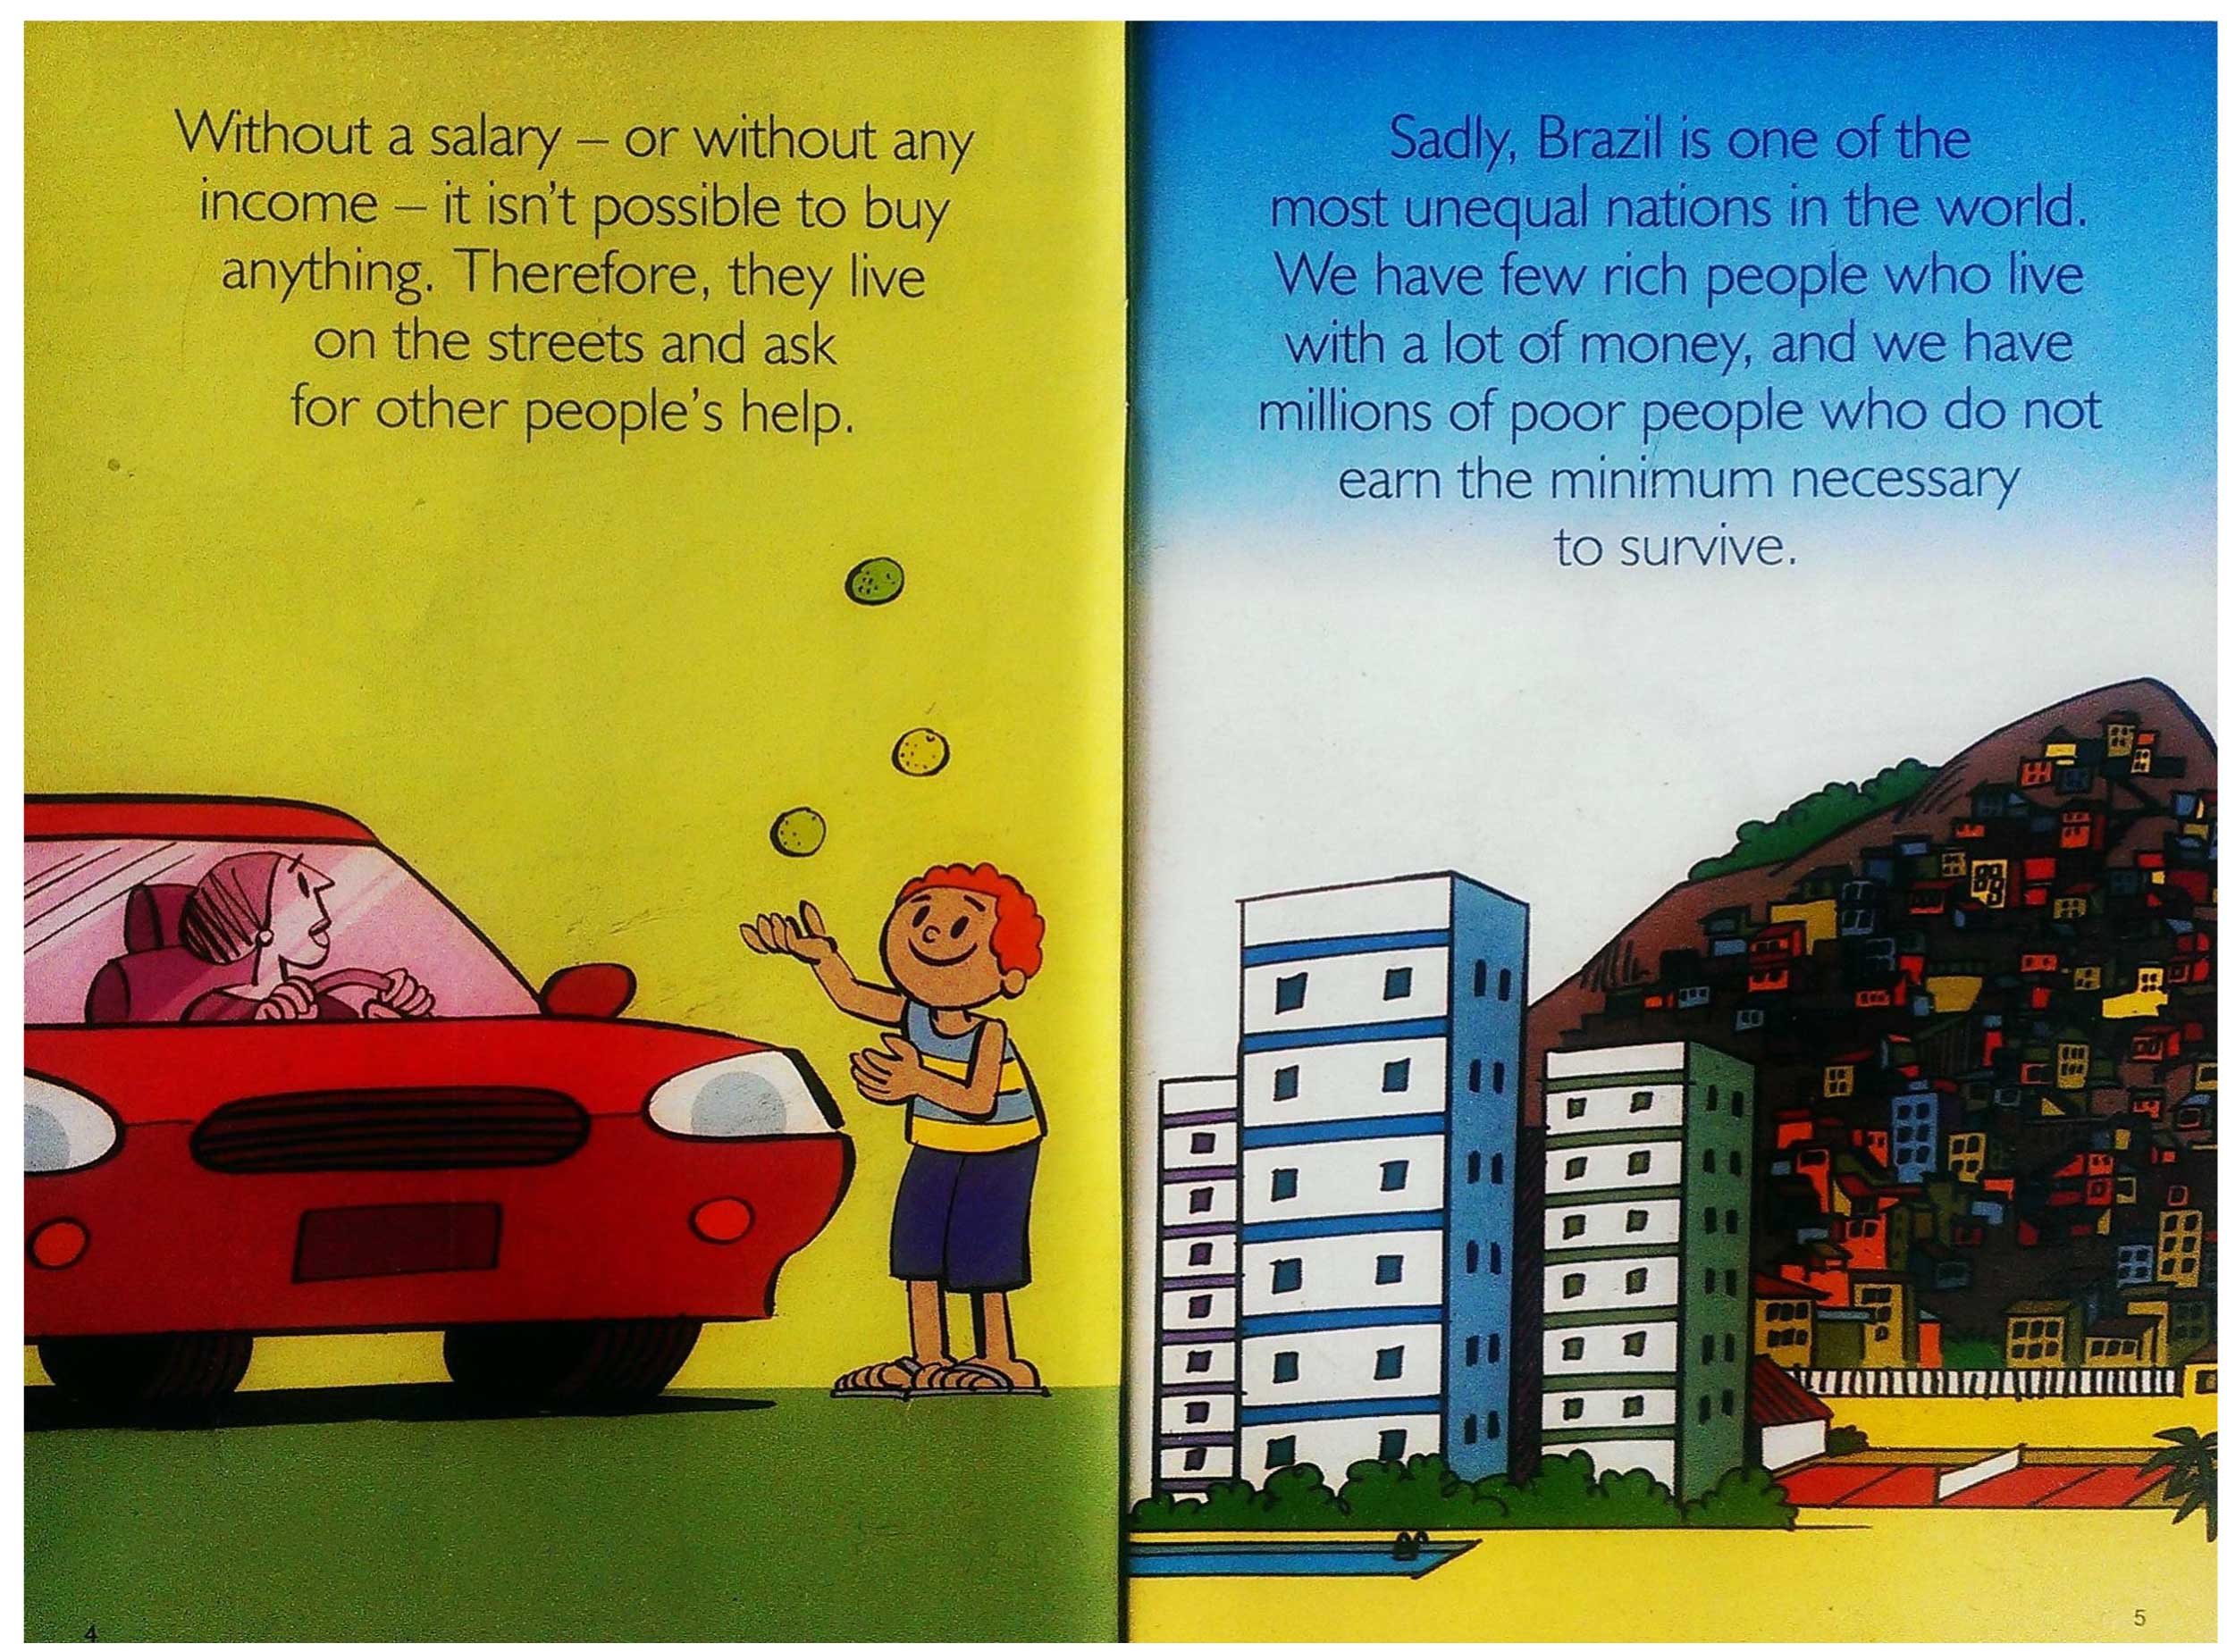 Without a salary – or without any
income – it isn't possible to buy
anything. Therefore, they live
on the streets and ask
for other people's help.
4
Sadly, Brazil is one of the
most unequal nations in the world.
We have few rich people who live
with a lot of money, and we have
millions of poor people who do not
earn the minimum necessary
to survive.
5